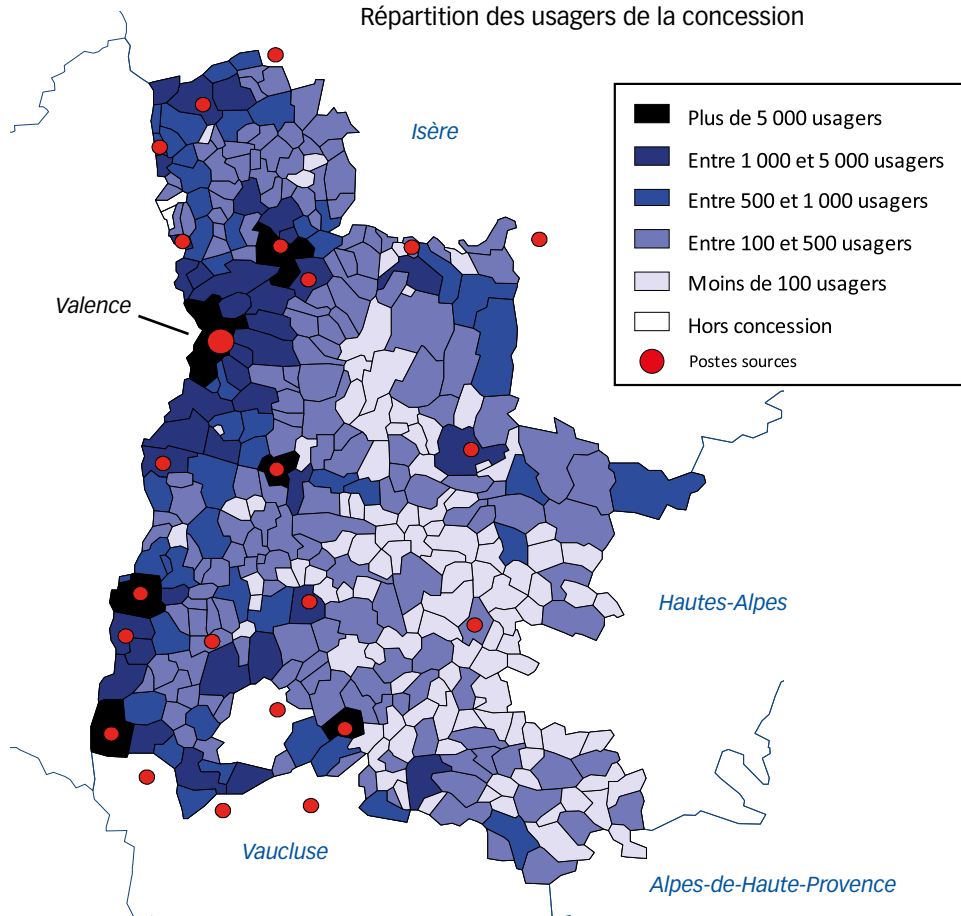 Répartition des usagers de la concession
Isère
Plus de 5 000 usagers
Entre 1 000 et 5 000 usagers
Entre 500 et 1 000 usagers
Entre 100 et 500 usagers
Moins de 100 usagers
Hors concession
Postes sources
Valence
Hautes-Alpes
Vaucluse
Alpes-de-Haute-Provence